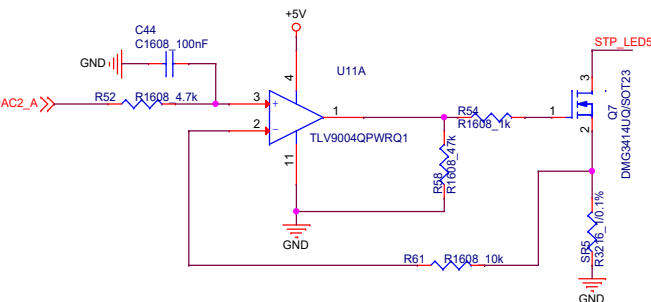 +5V
C44
C1608_100nF
GND
U11A
STP_LED5
AC2_A
R52
R1608_4.7k
3
+
4
1
2
-
11
TLV9004QPWRQ1
R54
R1608_1k
1
3
2
Q7
DMG3414UQ/SOT23
R58
R1608_47k
GND
R61
R1608_10k
SR5
R3216_1/0.1%
GND